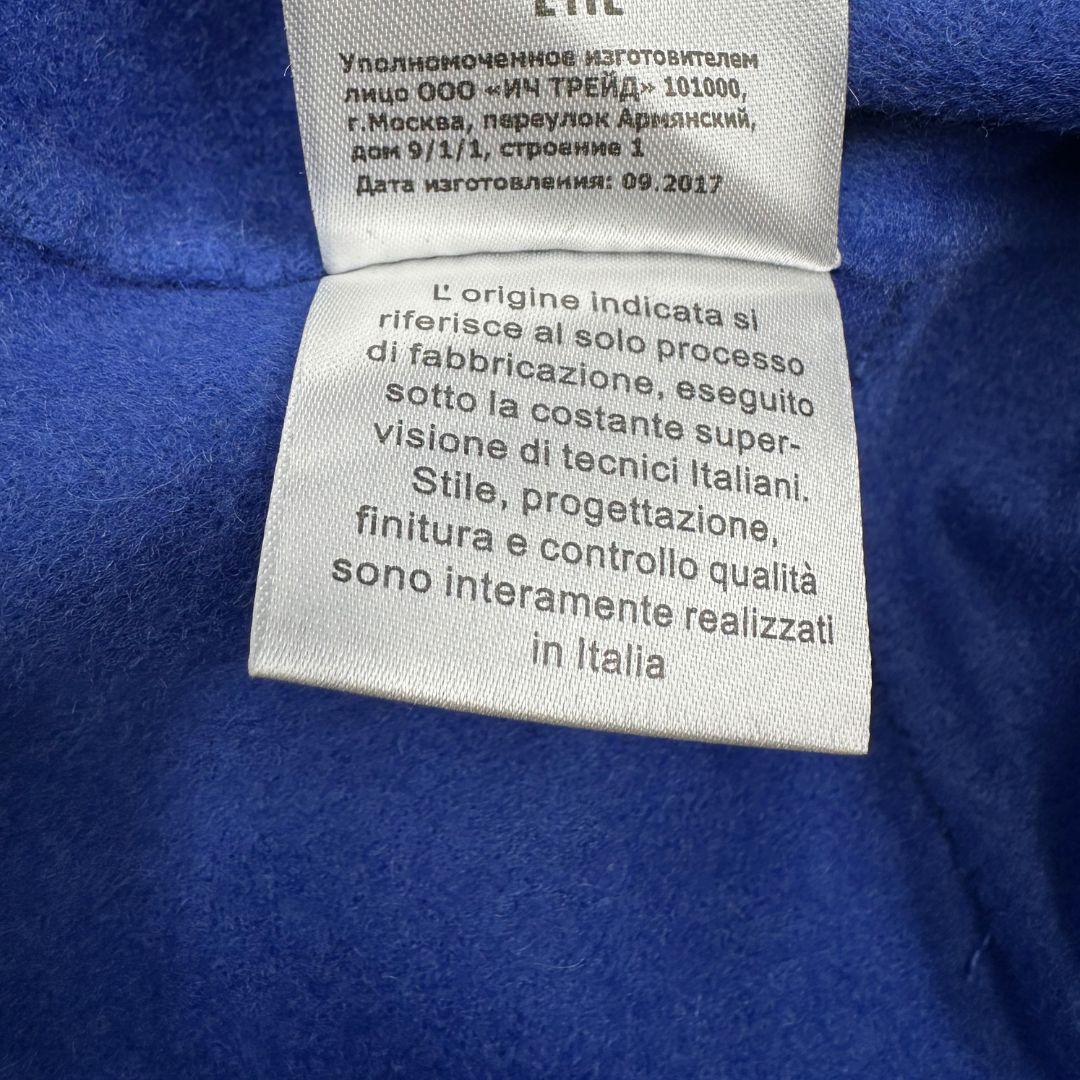 Уполномоченное изготовителем
лицо ООО «ИЧ ТРЕЙД» 101000,
г.Москва, переулок Армянский,
дом 9/1/1, строение 1
Дата изготовления: 09.2017
L' origine indicata si
riferisce al solo processo
di fabbricazione, eseguito
sotto la costante super-
visione di tecnici Italiani.
Stile, progettazione,
finitura e controllo qualità
sono interamente realizzati
in Italia